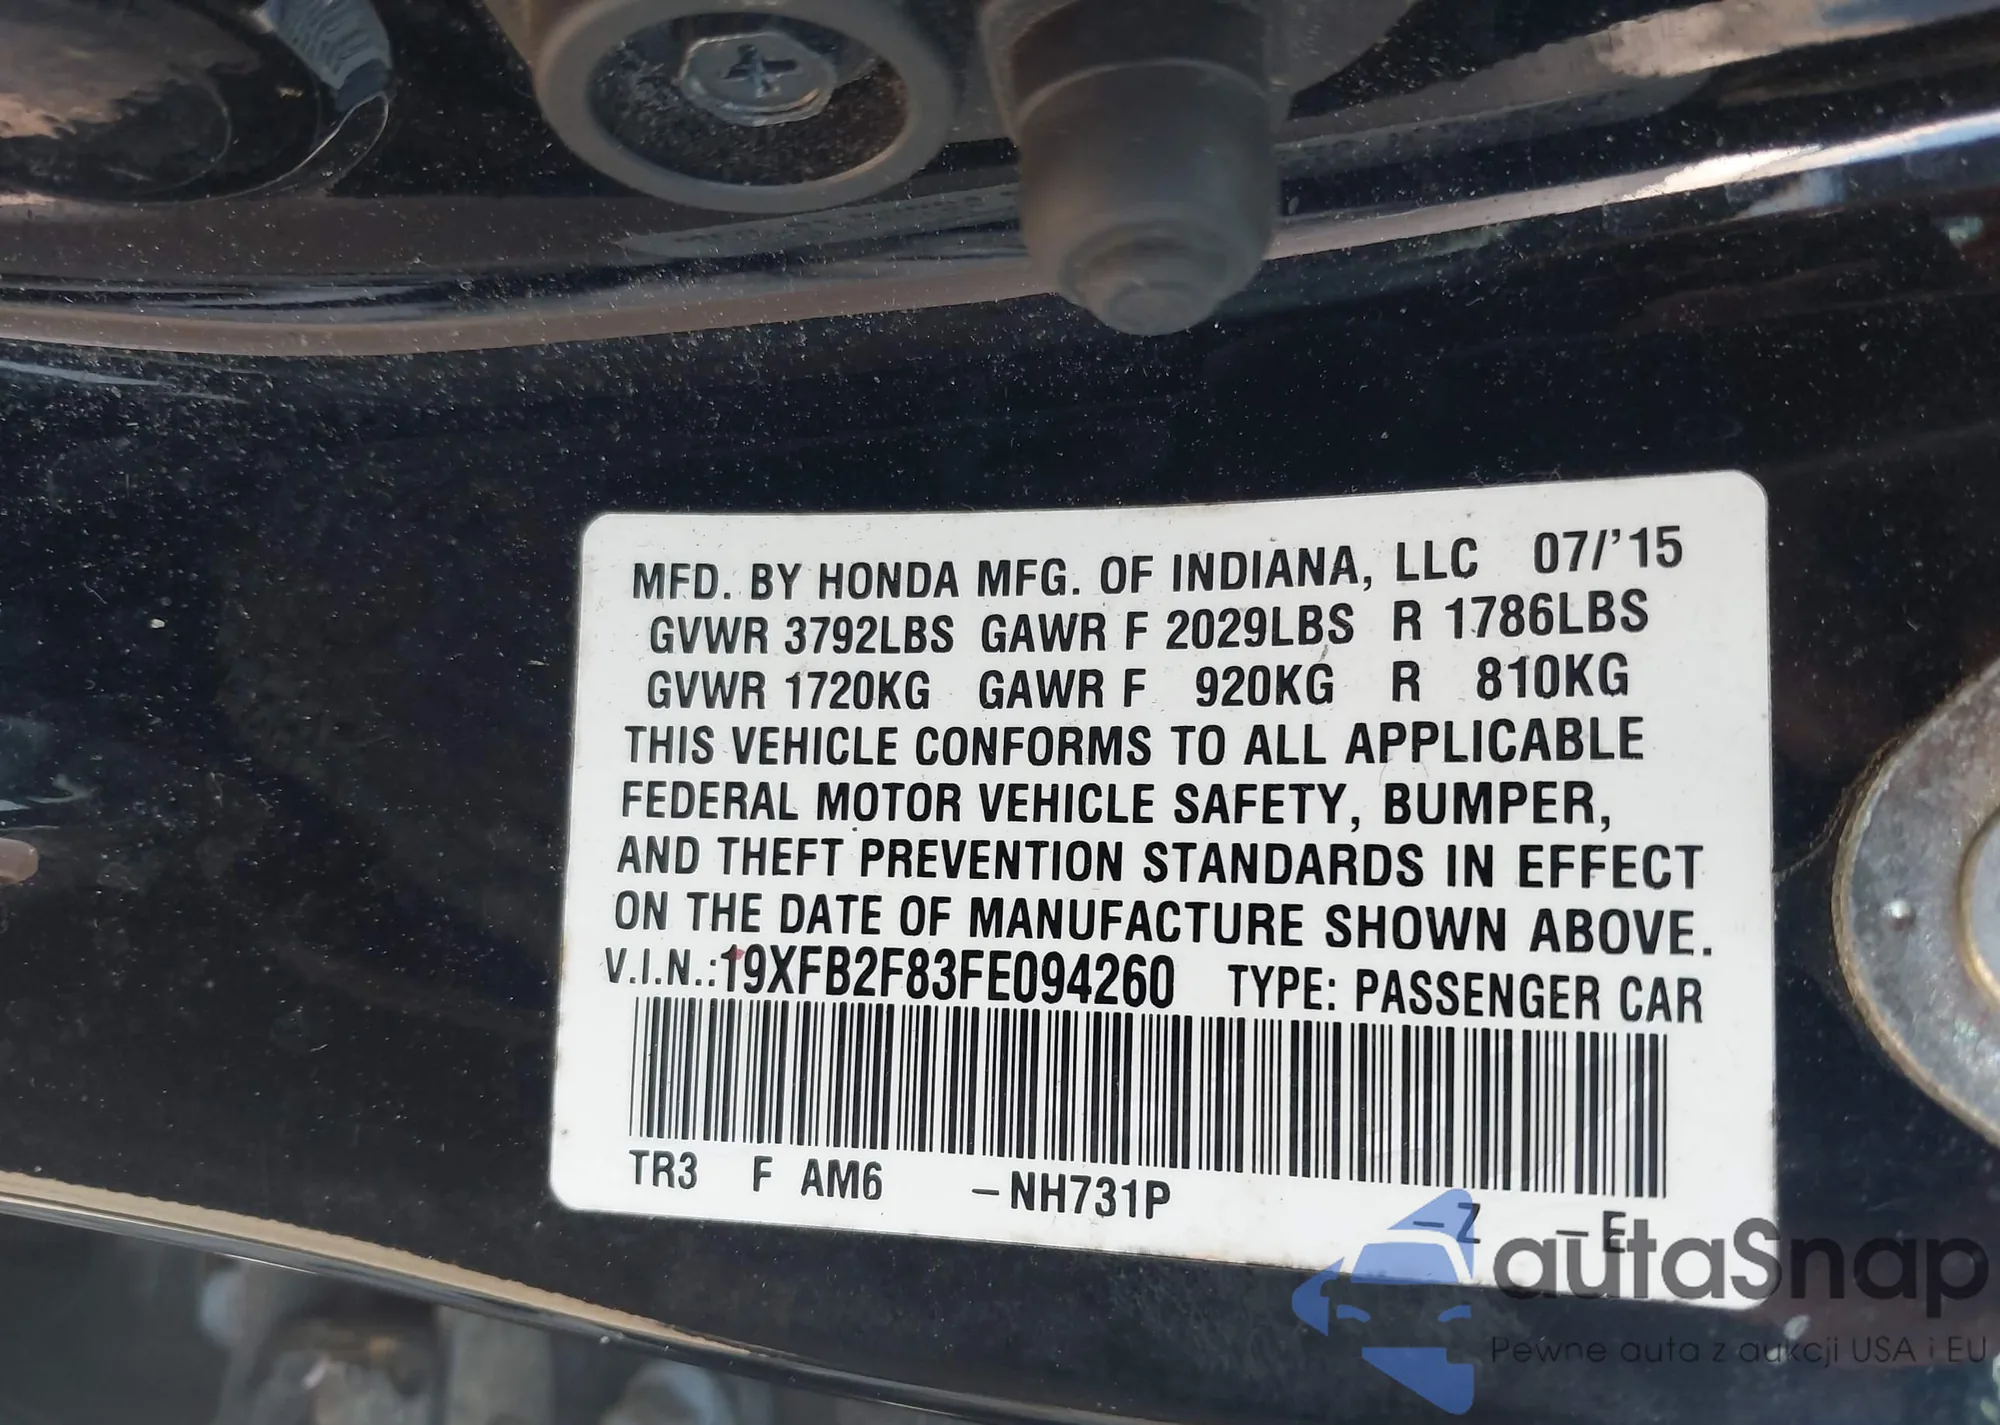 MFD. BY HONDA MFG. OF INDIANA, LLC 07/'15
GVWR 3792LBS GAWR F 2029LBS R 1786LBS
GVWR 1720KG GAWR F 920KG R 810KG
THIS VEHICLE CONFORMS TO ALL APPLICABLE
FEDERAL MOTOR VEHICLE SAFETY, BUMPER,
AND THEFT PREVENTION STANDARDS IN EFFECT
ON THE DATE OF MANUFACTURE SHOWN ABOVE.
V.I.N.:19XFB2F83FE094260 TYPE: PASSENGER CAR
TR3 F AM6 –NH731P –Z –E
autaSnap
Pewne auta z aukcji USA i EU